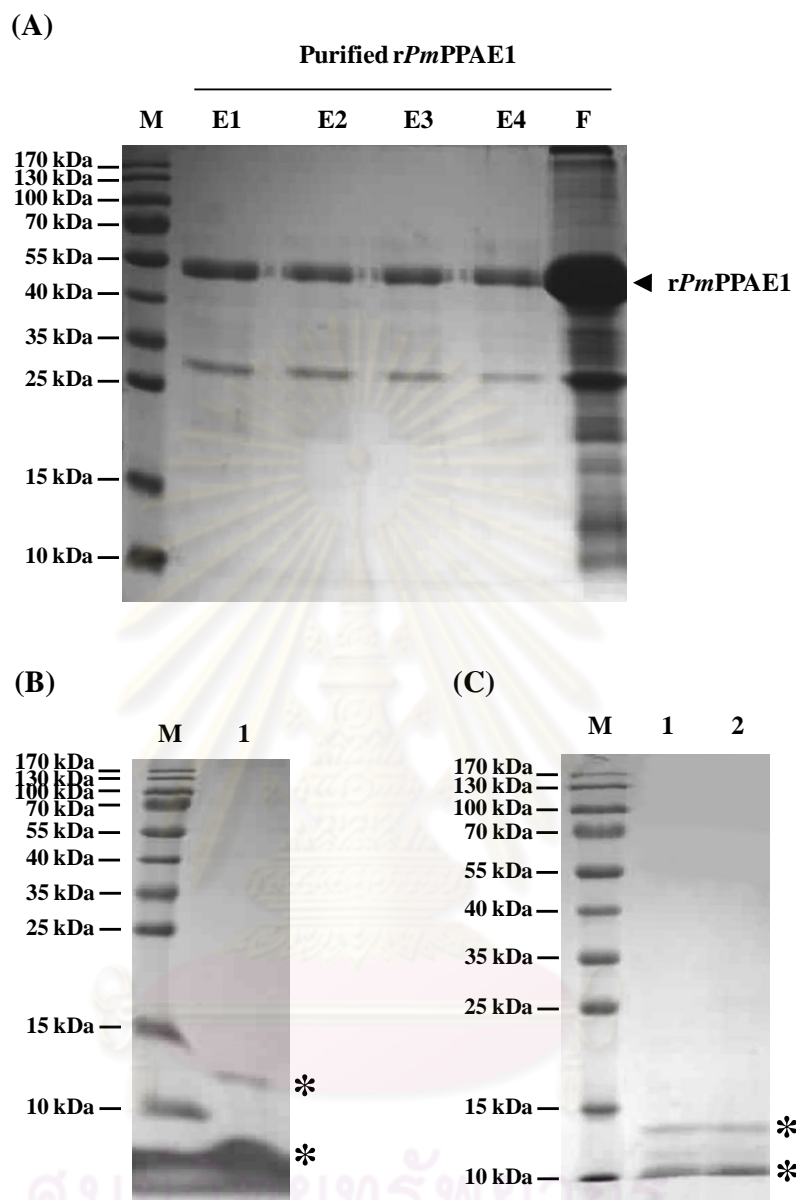 (A)
Purified rPmPPAE1
M E1 E2 E3 E4 F
170 kDa
130 kDa
100 kDa
70 kDa
55 kDa
40 kDa
35 kDa
25 kDa
15 kDa
10 kDa
rPmPPAE1
(B)
M 1
170 kDa
130 kDa
100 kDa
70 kDa
55 kDa
40 kDa
35 kDa
25 kDa
15 kDa
10 kDa
*
*
(C)
M 1 2
170 kDa
130 kDa
100 kDa
70 kDa
55 kDa
40 kDa
35 kDa
25 kDa
15 kDa
10 kDa
*
*